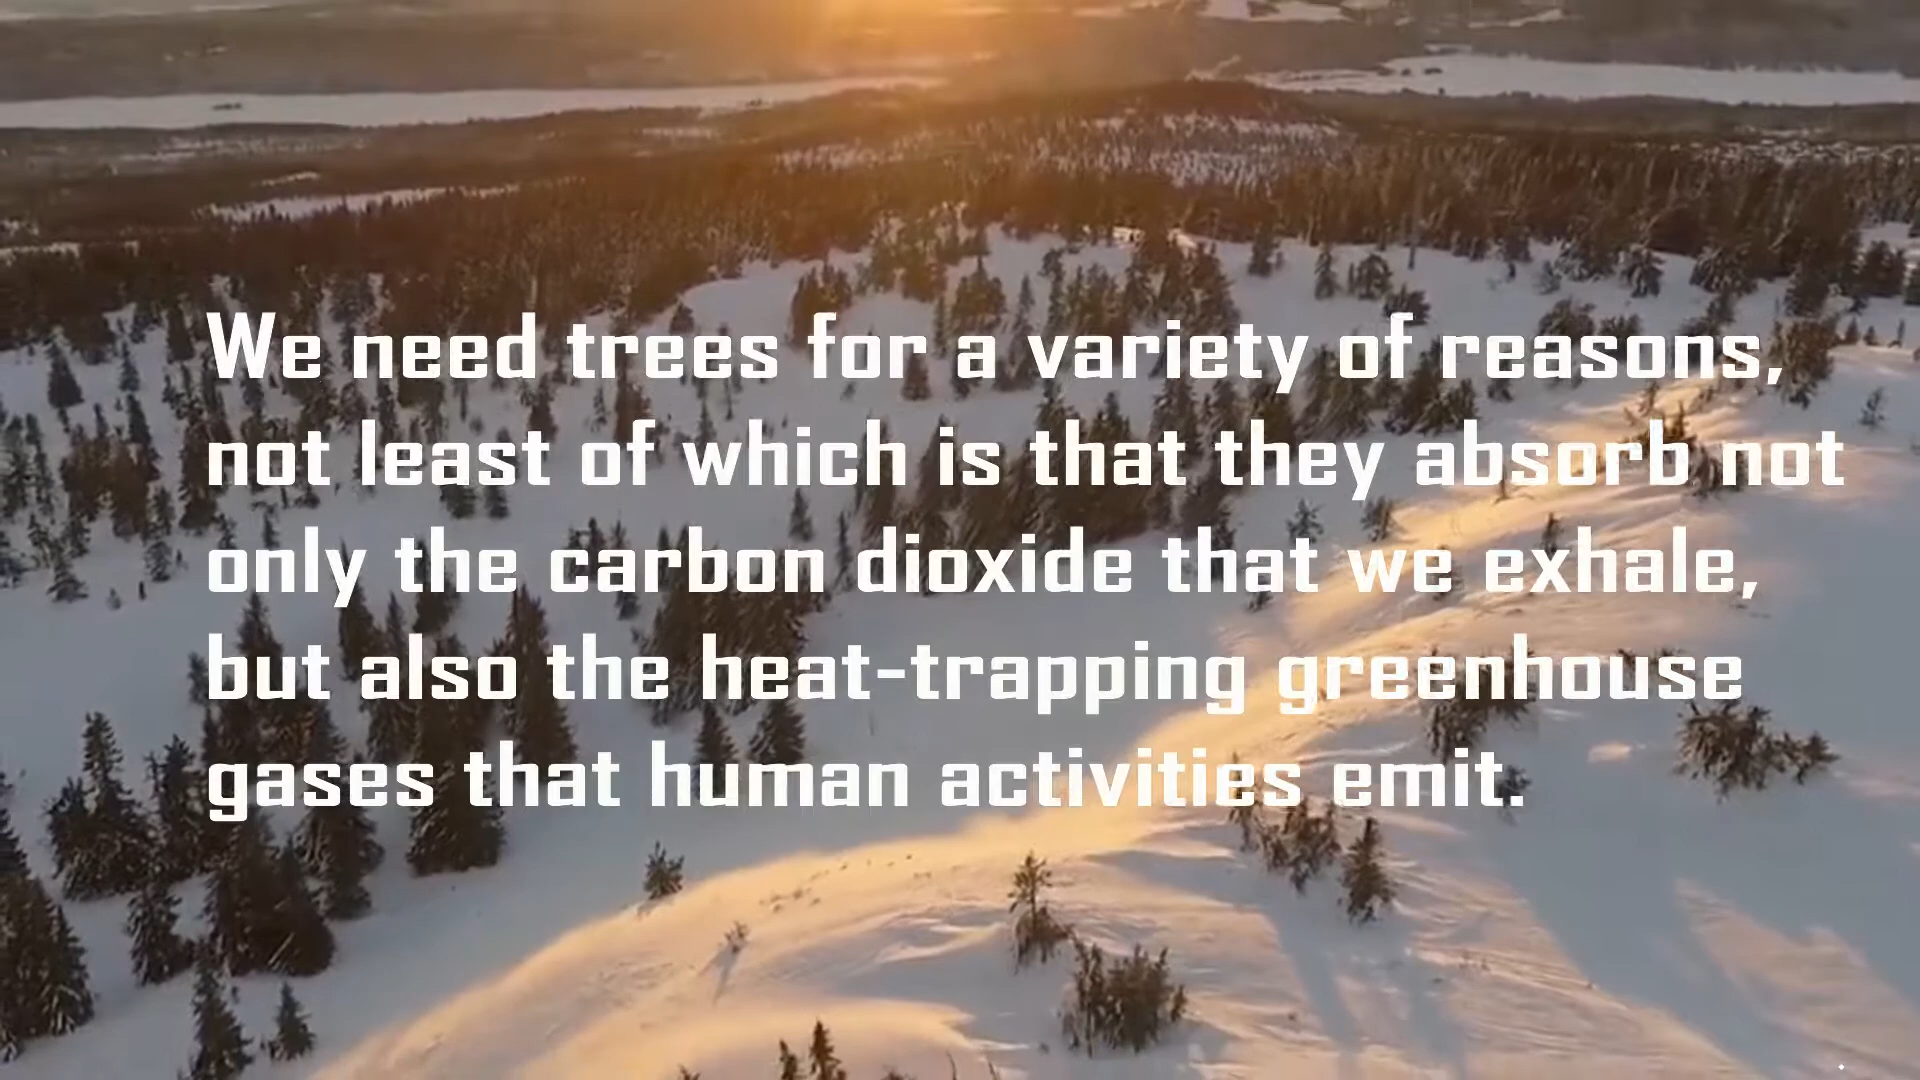 We need trees for a variety of reasons,
not least of which is that they absorb not
only the carbon dioxide that we exhale,
but also the heat-trapping greenhouse
gases that human activities emit.